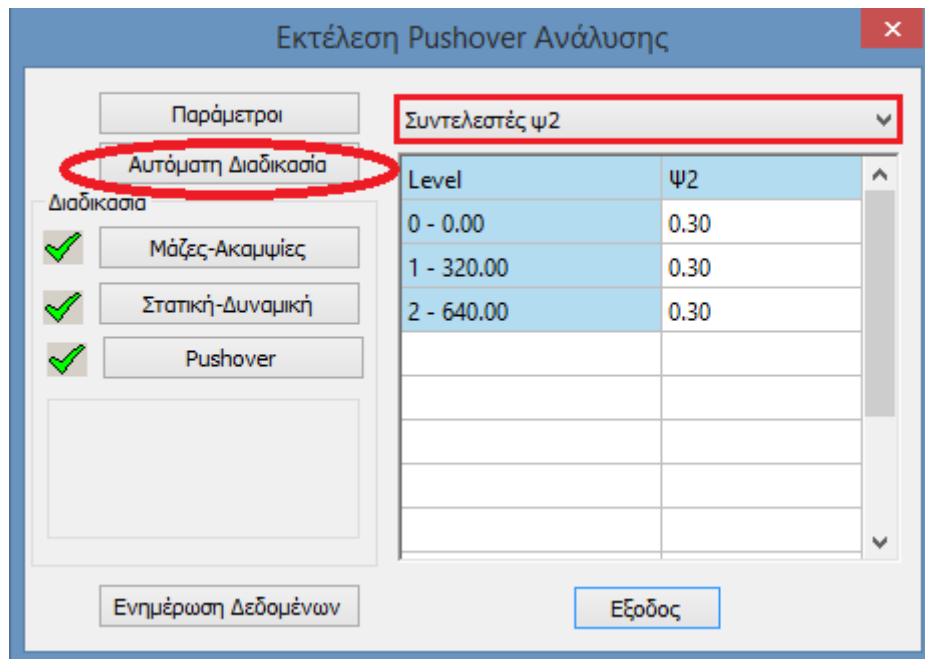 Εκτέλεση Pushover Ανάλυσης
Παράμετροι
Συντελεστές ψ2
Αυτόματη Διαδικασία
Διαδικασία
Μάζες-Ακαμψίες
Στατική-Δυναμική
Pushover
Level Ψ2
0 - 0.00 0.30
1 - 320.00 0.30
2 - 640.00 0.30
Ενημέρωση Δεδομένων
Εξοδος